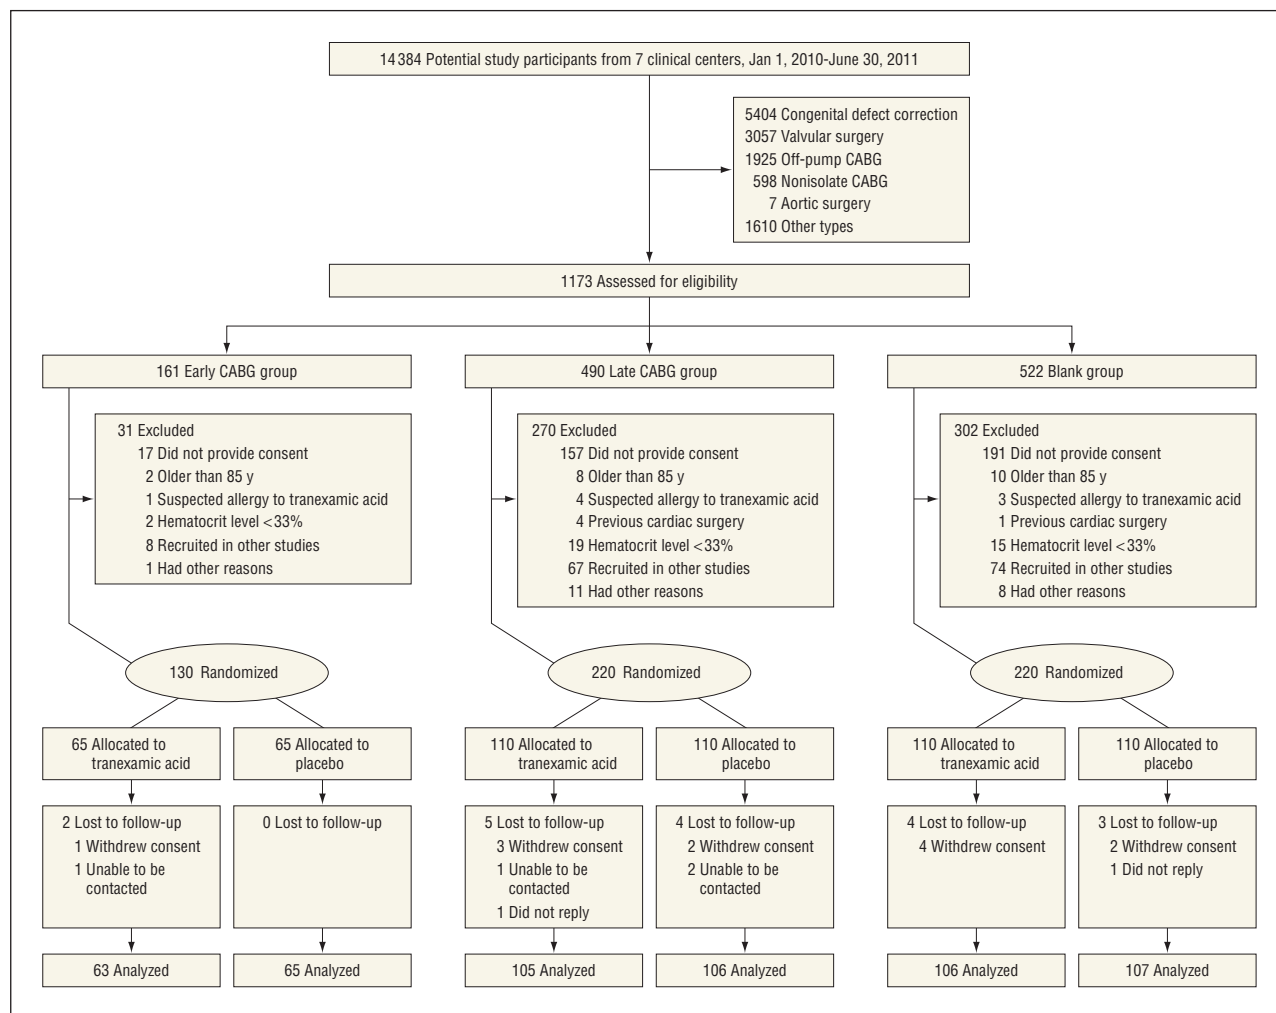 14 384 Potential study participants from 7 clinical centers, Jan 1, 2010-June 30, 2011
5404 Congenital defect correction
3057 Valvular surgery
1925 Off-pump CABG
598 Nonisolate CABG
7 Aortic surgery
1610 Other types
1173 Assessed for eligibility
161 Early CABG group
31 Excluded
17 Did not provide consent
2 Older than 85 y
1 Suspected allergy to tranexamic acid
2 Hematocrit level <33%
8 Recruited in other studies
1 Had other reasons
130 Randomized
65 Allocated to
tranexamic acid
2 Lost to follow-up
1 Withdrew consent
1 Unable to be
contacted
63 Analyzed
65 Allocated to
placebo
0 Lost to follow-up
65 Analyzed
490 Late CABG group
270 Excluded
157 Did not provide consent
8 Older than 85 y
4 Suspected allergy to tranexamic acid
4 Previous cardiac surgery
19 Hematocrit level <33%
67 Recruited in other studies
11 Had other reasons
220 Randomized
110 Allocated to
tranexamic acid
5 Lost to follow-up
3 Withdrew consent
1 Unable to be
contacted
1 Did not reply
105 Analyzed
110 Allocated to
placebo
4 Lost to follow-up
2 Withdrew consent
2 Unable to be
contacted
106 Analyzed
522 Blank group
302 Excluded
191 Did not provide consent
10 Older than 85 y
3 Suspected allergy to tranexamic acid
1 Previous cardiac surgery
15 Hematocrit level <33%
74 Recruited in other studies
8 Had other reasons
220 Randomized
110 Allocated to
tranexamic acid
4 Lost to follow-up
4 Withdrew consent
106 Analyzed
110 Allocated to
placebo
3 Lost to follow-up
2 Withdrew consent
1 Did not reply
107 Analyzed